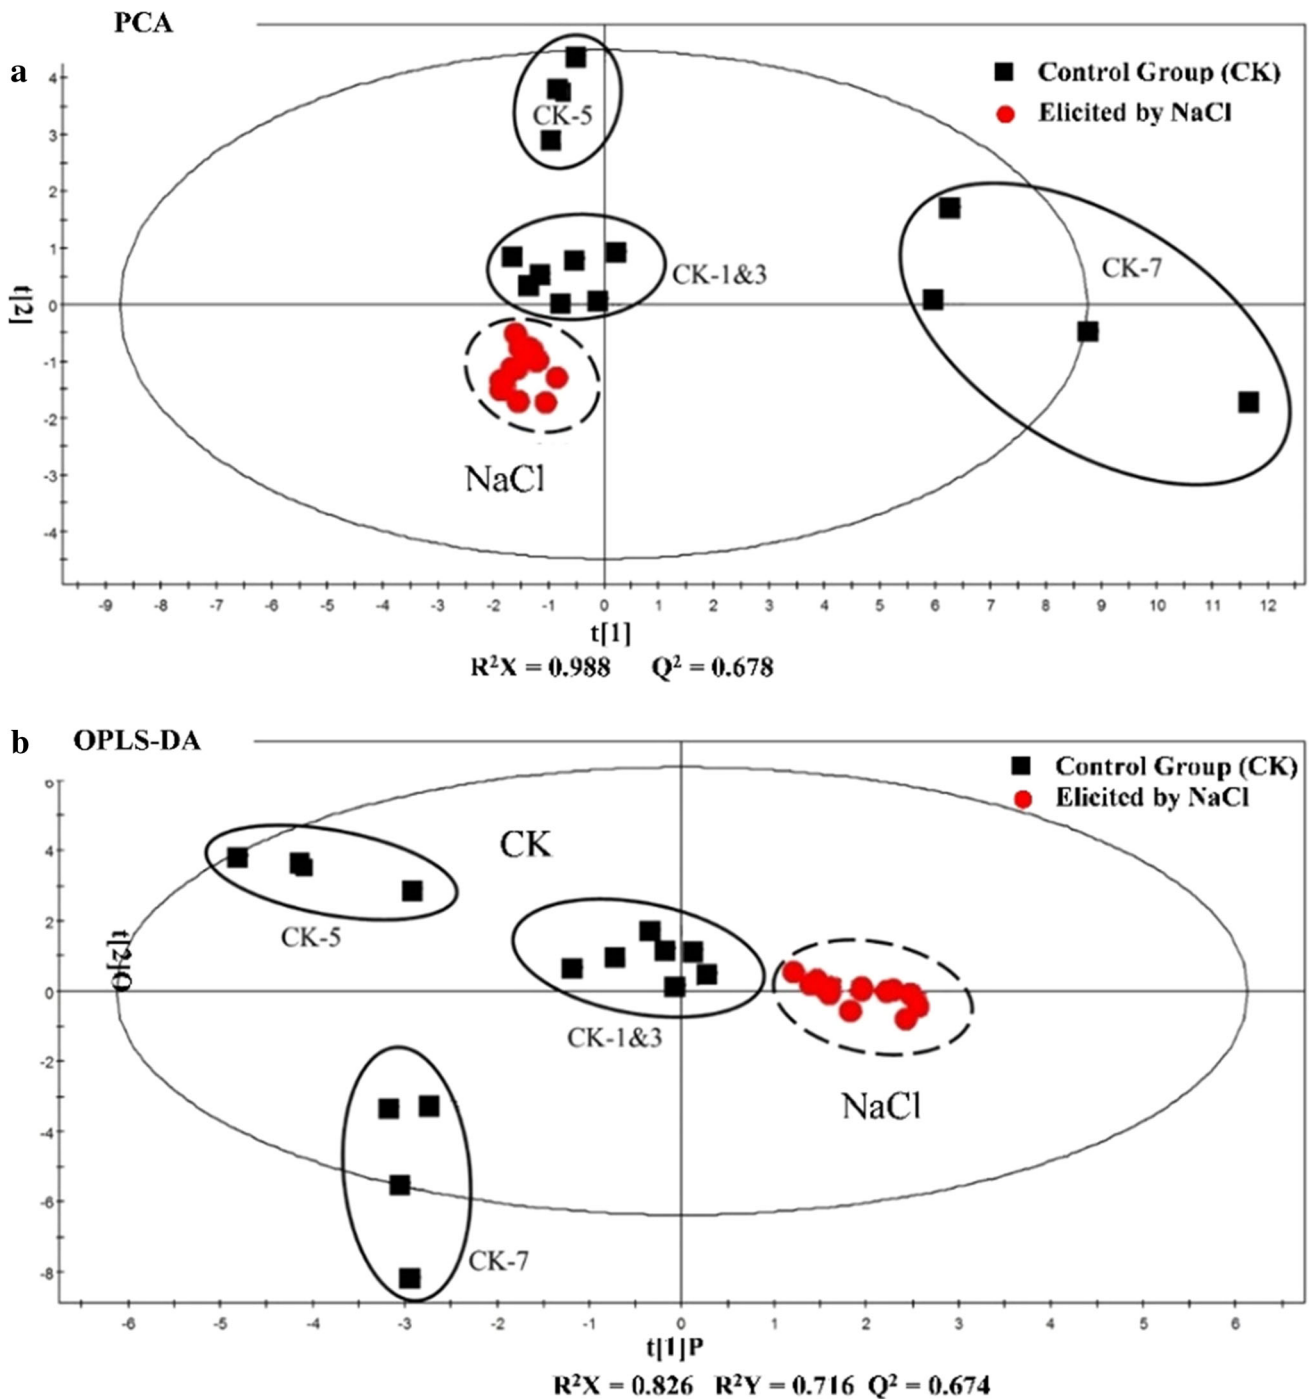 PCA
a
Control Group (CK)
Elicited by NaCl
CK-5
CK-1&3
CK-7
NaCl
4
3
2
1
0
-1
-2
-3
-4
t[2]
-9 -8 -7 -6 -5 -4 -3 -2 -1 0 1 2 3 4 5 6 7 8 9 10 11 12
t[1]
R²X = 0.988 Q² = 0.678
b OPLS-DA
Control Group (CK)
Elicited by NaCl
CK
CK-5
CK-1&3
NaCl
CK-7
6
4
2
0
-2
-4
-6
-8
t[2]O
-6 -5 -4 -3 -2 -1 0 1 2 3 4 5 6
t[1]P
R²X = 0.826 R²Y = 0.716 Q² = 0.674